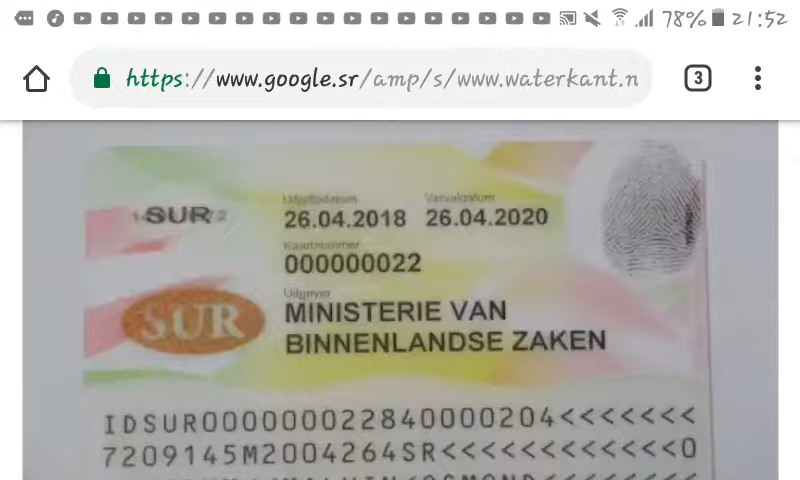 78% 21:52
https://www.google.sr/amp/s/www.waterkant.n
3
SUR
Uitgiftedatum Vervaldatum
26.04.2018 26.04.2020
Kaartnummer
000000022
Uitgever
SUR
MINISTERIE VAN
BINNENLANDSE ZAKEN
IDSUR0000000022840000204<<<<<<<
7209145M2004264SR<<<<<<<<<<<<0